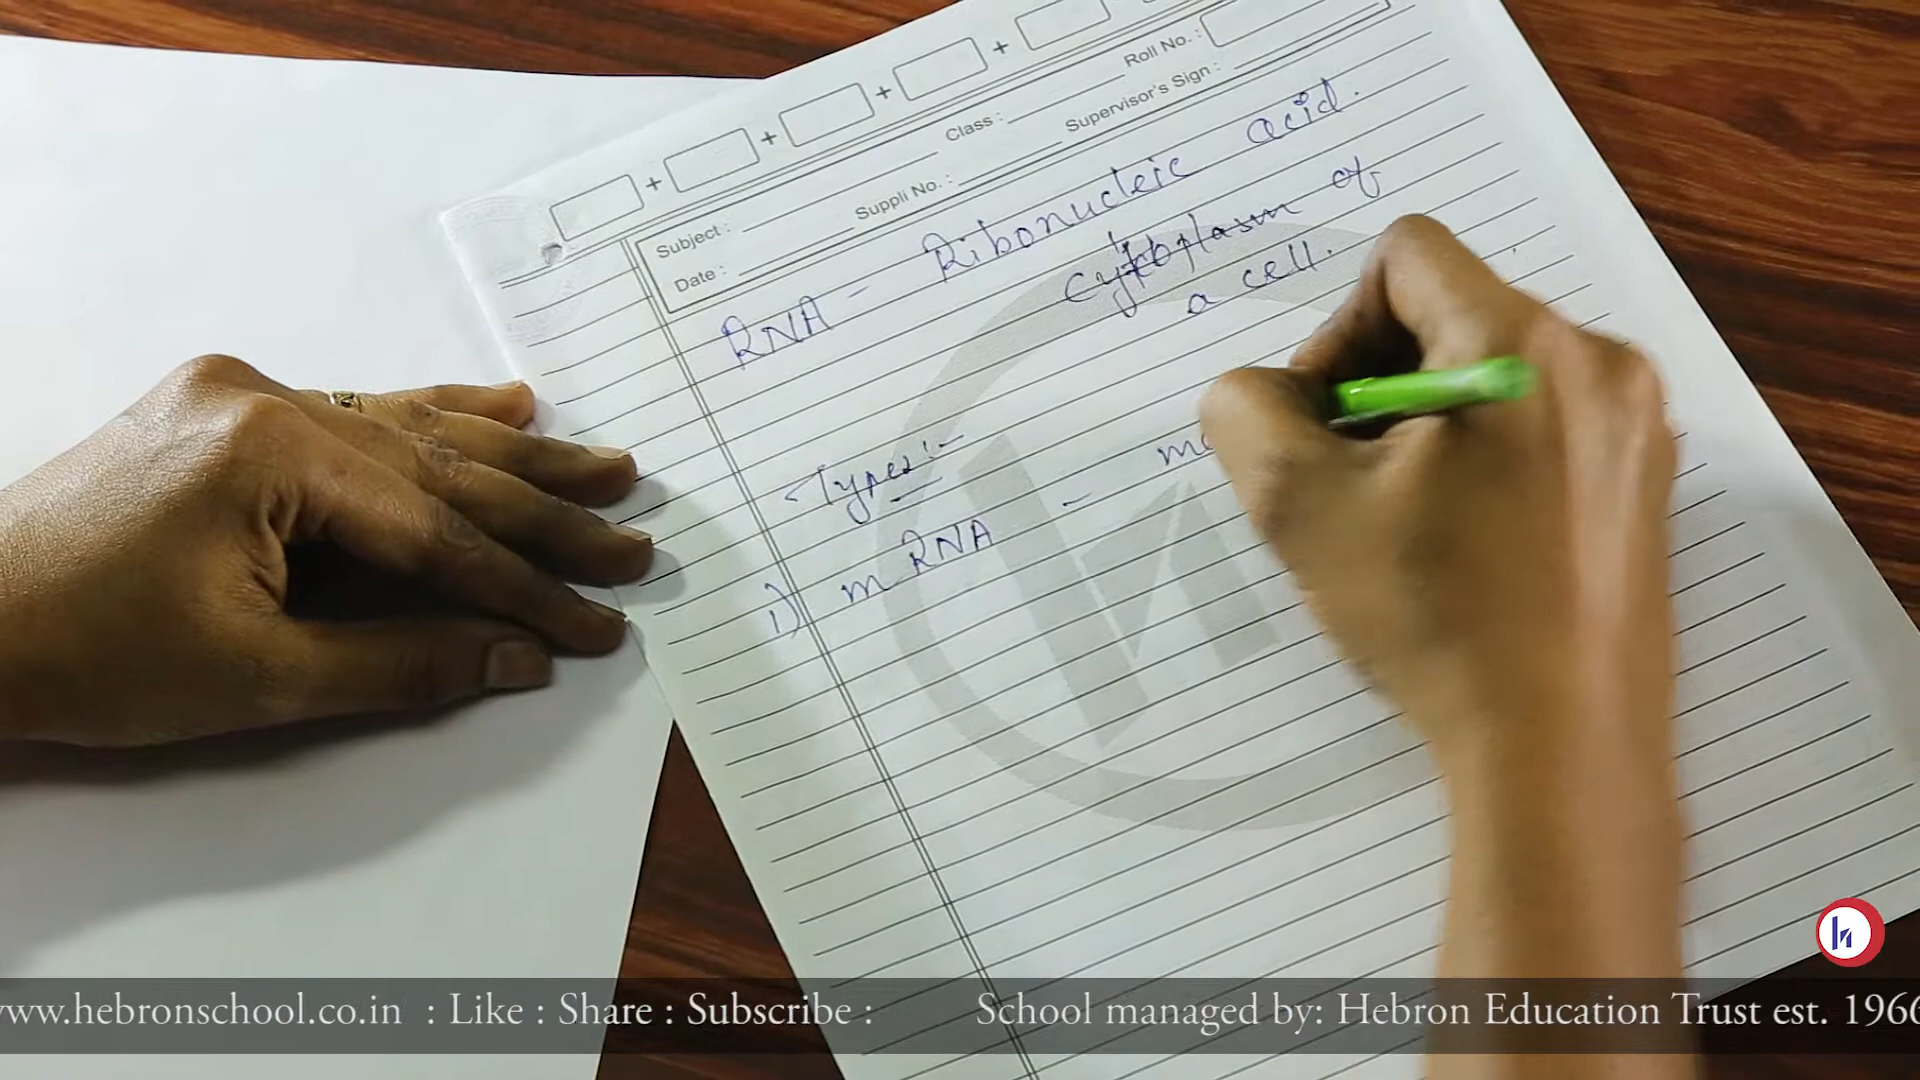 + + + +
Roll No. :
Subject : Class :
Date : Suppli No. : Supervisor's Sign :
RNA - Ribonucleic acid.
Cytoplasm of
a cell.
Types :-
1) m RNA -
www.hebronschool.co.in : Like : Share : Subscribe : School managed by: Hebron Education Trust est. 1966